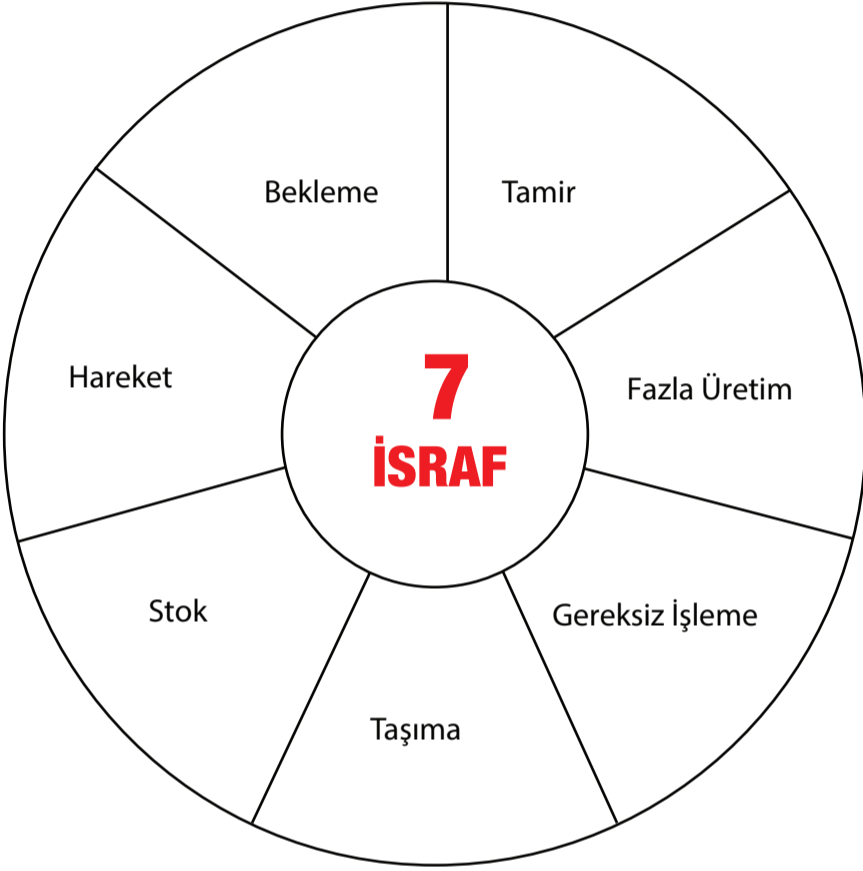 Bekleme
Tamir
Hareket
7
İSRAF
Fazla Üretim
Stok
Gereksiz İşleme
Taşıma